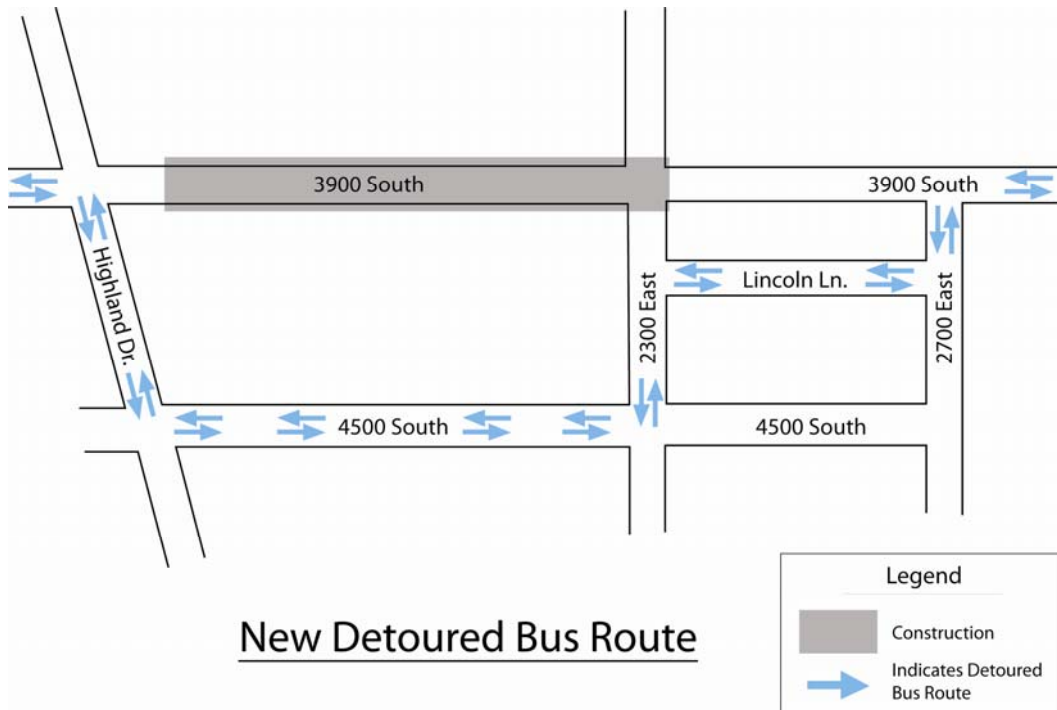 3900 South
3900 South
Highland Dr.
2300 East
Lincoln Ln.
2700 East
4500 South
4500 South
New Detoured Bus Route
Legend
Construction
Indicates Detoured
Bus Route